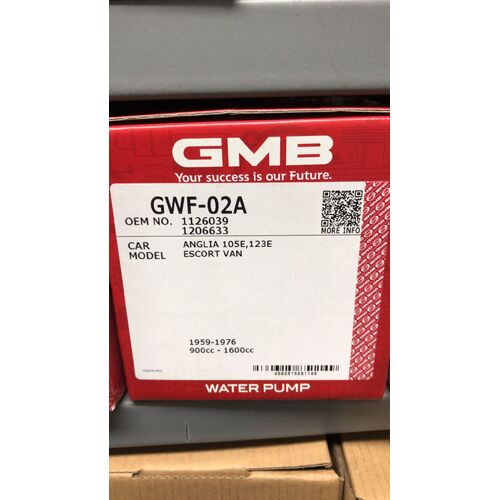 GMB
Your success is our Future.
GWF-02A
OEM NO. 1126039
1206633
MORE INFO
CAR MODEL
ANGLIA 105E,123E
ESCORT VAN
1959-1976
900cc - 1600cc
WATER PUMP